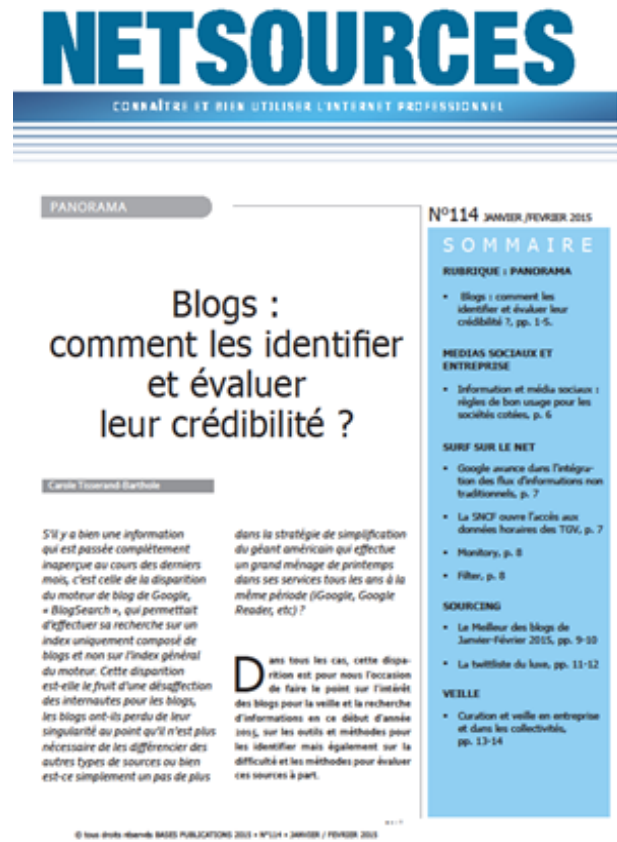 NETSOURCES
CONNAÎTRE ET BIEN UTILISER L'INTERNET PROFESSIONNEL
PANORAMA
Blogs :
comment les identifier
et évaluer
leur crédibilité ?
Carole Tisserand-Barthole
S'il y a bien une information
qui est passée complètement
inaperçue au cours des derniers
mois, c'est celle de la disparition
du moteur de blog de Google,
« BlogSearch », qui permettait
d'effectuer sa recherche sur un
index uniquement composé de
blogs et non sur l'index général
du moteur. Cette disparition
est-elle le fruit d'une désaffection
des internautes pour les blogs,
les blogs ont-ils perdu de leur
singularité au point qu'il n'est plus
nécessaire de les différencier des
autres types de sources ou bien
est-ce simplement un pas de plus
dans la stratégie de simplification
du géant américain qui effectue
un grand ménage de printemps
dans ses services tous les ans à la
même période (iGoogle, Google
Reader, etc) ?
Dans tous les cas, cette dispa-
rition est pour nous l'occasion
de faire le point sur l'intérêt
des blogs pour la veille et la recherche
d'informations en ce début d'année
2015, sur les outils et méthodes pour
les identifier mais également sur la
difficulté et les méthodes pour évaluer
ces sources à part.
N°114 JANVIER /FEVRIER 2015
SOMMAIRE
RUBRIQUE : PANORAMA
• Blogs : comment les
identifier et évaluer leur
crédibilité ?, pp. 1-5.
MEDIAS SOCIAUX ET
ENTREPRISE
• Information et média sociaux :
règles de bon usage pour les
sociétés cotées, p. 6
SURF SUR LE NET
• Google avance dans l'intégra-
tion des flux d'informations non
traditionnels, p. 7
• La SNCF ouvre l'accès aux
données horaires des TGV, p. 7
• Monitory, p. 8
• Filter, p. 8
SOURCING
• Le Meilleur des blogs de
Janvier-Février 2015, pp. 9-10
• La twittliste du luxe, pp. 11-12
VEILLE
• Curation et veille en entreprise
et dans les collectivités,
pp. 13-14
© tous droits réservés BASES PUBLICATIONS 2015 • N°114 • JANVIER / FEVRIER 2015